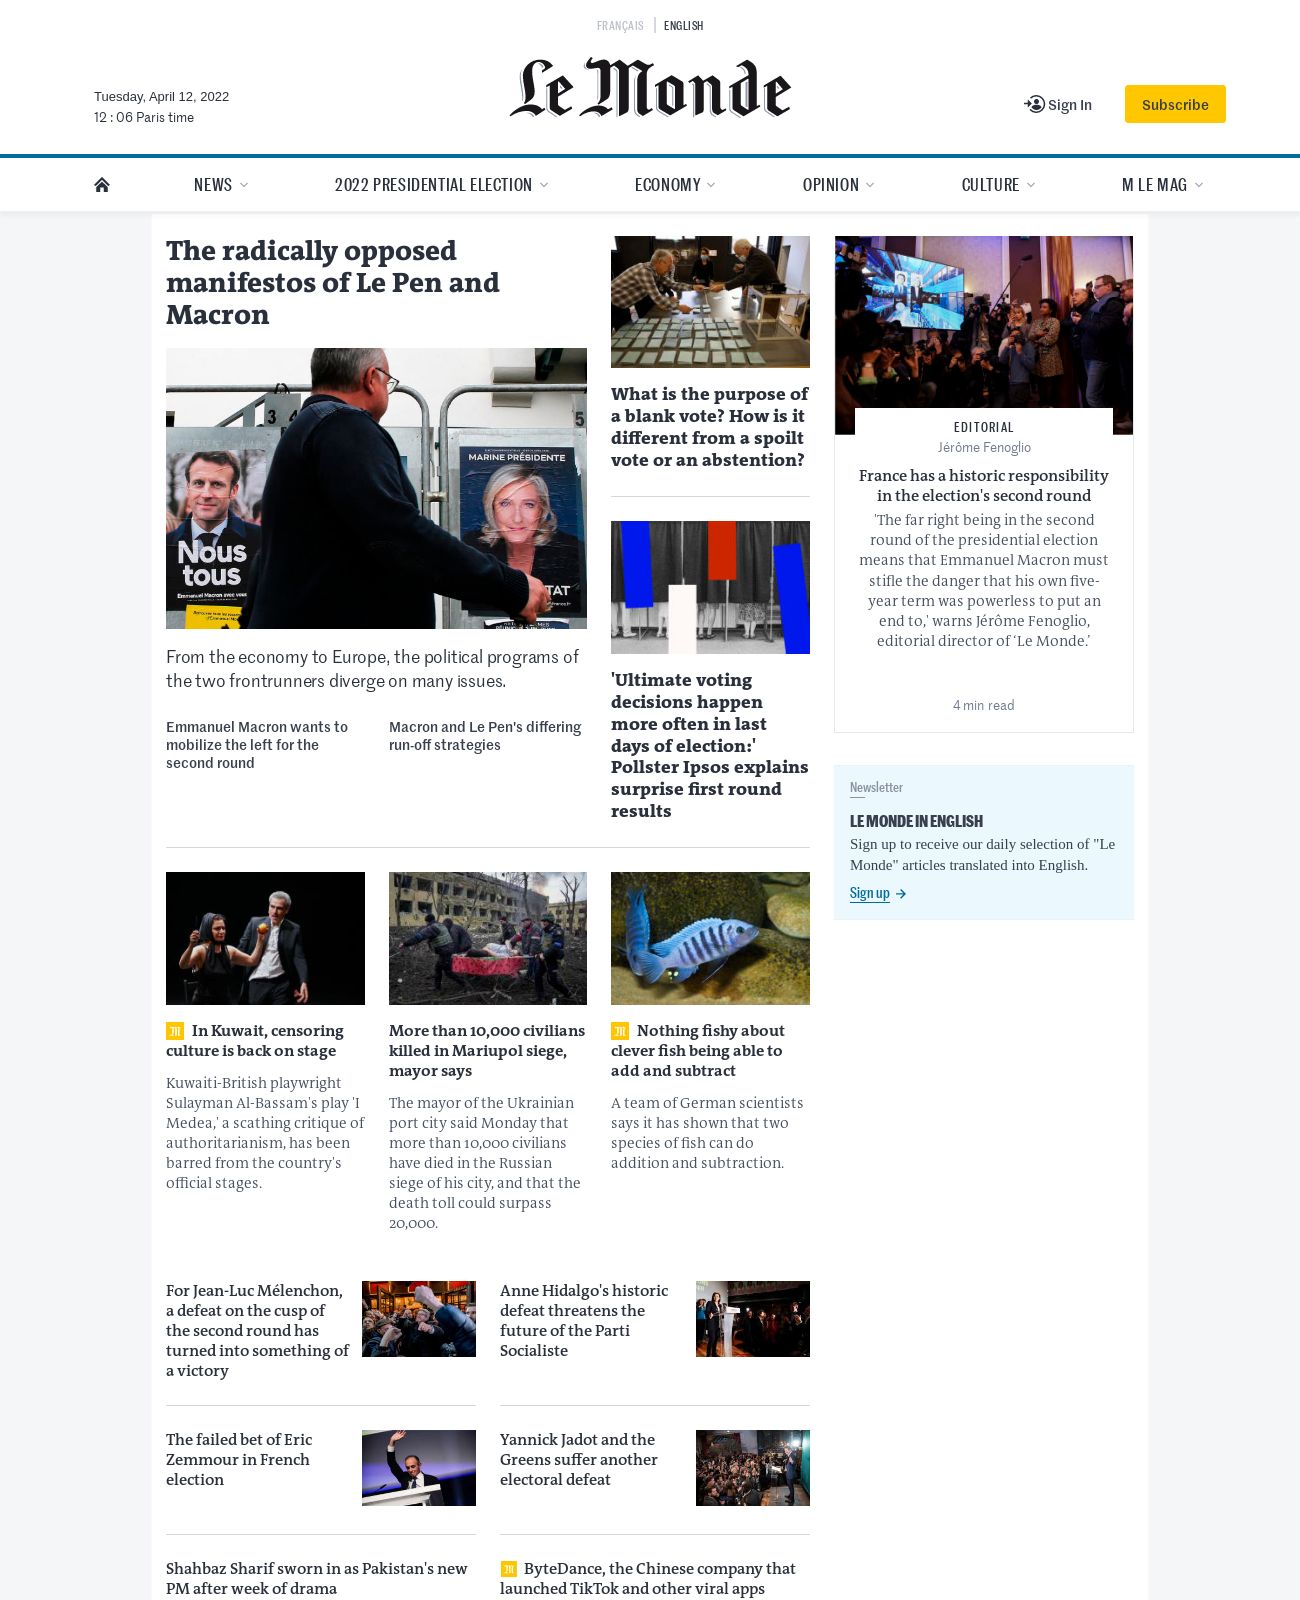 FRANÇAIS
ENGLISH
Le Monde
Tuesday, April 12, 2022
12 : 06 Paris time
Sign In
Subscribe
NEWS
2022 PRESIDENTIAL ELECTION
ECONOMY
OPINION
CULTURE
M LE MAG
The radically opposed
manifestos of Le Pen and
Macron
3 4
5
MARINE PRÉSIDENTE
Nous
tous
Emmanuel Macron avec vous
From the economy to Europe, the political programs of
the two frontrunners diverge on many issues.
Emmanuel Macron wants to
mobilize the left for the
second round
Macron and Le Pen's differing
run-off strategies
What is the purpose of
a blank vote? How is it
different from a spoilt
vote or an abstention?
'Ultimate voting
decisions happen
more often in last
days of election:'
Pollster Ipsos explains
surprise first round
results
EDITORIAL
Jérôme Fenoglio
France has a historic responsibility
in the election's second round
'The far right being in the second
round of the presidential election
means that Emmanuel Macron must
stifle the danger that his own five-
year term was powerless to put an
end to,' warns Jérôme Fenoglio,
editorial director of ‘Le Monde.’
4 min read
Newsletter
LE MONDE IN ENGLISH
Sign up to receive our daily selection of "Le
Monde" articles translated into English.
Sign up
In Kuwait, censoring
culture is back on stage
Kuwaiti-British playwright
Sulayman Al-Bassam's play 'I
Medea,' a scathing critique of
authoritarianism, has been
barred from the country's
official stages.
More than 10,000 civilians
killed in Mariupol siege,
mayor says
The mayor of the Ukrainian
port city said Monday that
more than 10,000 civilians
have died in the Russian
siege of his city, and that the
death toll could surpass
20,000.
Nothing fishy about
clever fish being able to
add and subtract
A team of German scientists
says it has shown that two
species of fish can do
addition and subtraction.
For Jean-Luc Mélenchon,
a defeat on the cusp of
the second round has
turned into something of
a victory
Anne Hidalgo's historic
defeat threatens the
future of the Parti
Socialiste
The failed bet of Eric
Zemmour in French
election
Yannick Jadot and the
Greens suffer another
electoral defeat
Shahbaz Sharif sworn in as Pakistan's new
PM after week of drama
ByteDance, the Chinese company that
launched TikTok and other viral apps